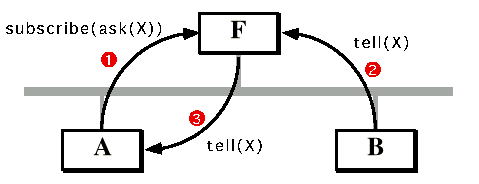 subscribe(ask(X))
F
tell(X)
1
2
3
A
tell(X)
B